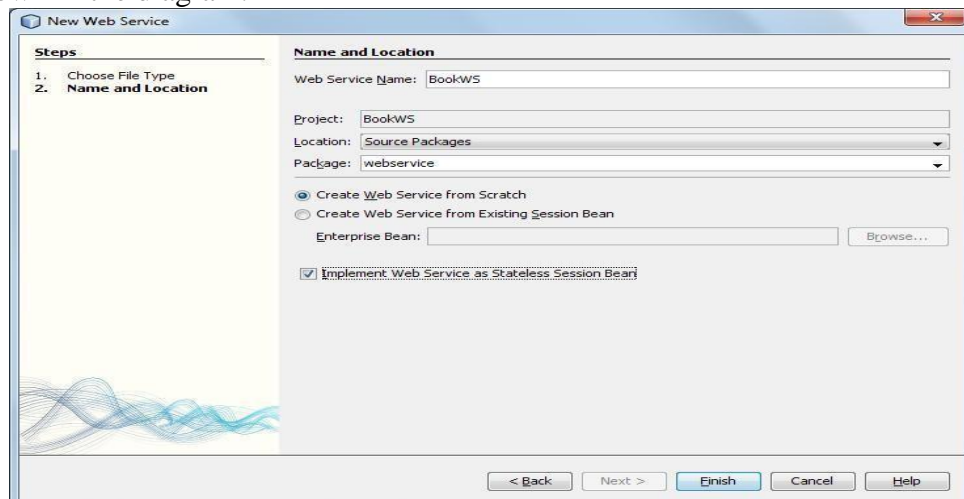 New Web Service
Steps
1. Choose File Type
2. Name and Location
Name and Location
Web Service Name: BookWS
Project: BookWS
Location: Source Packages
Package: webservice
Create Web Service from Scratch
Create Web Service from Existing Session Bean
Enterprise Bean: Browse...
Implement Web Service as Stateless Session Bean
< Back Next > Finish Cancel Help